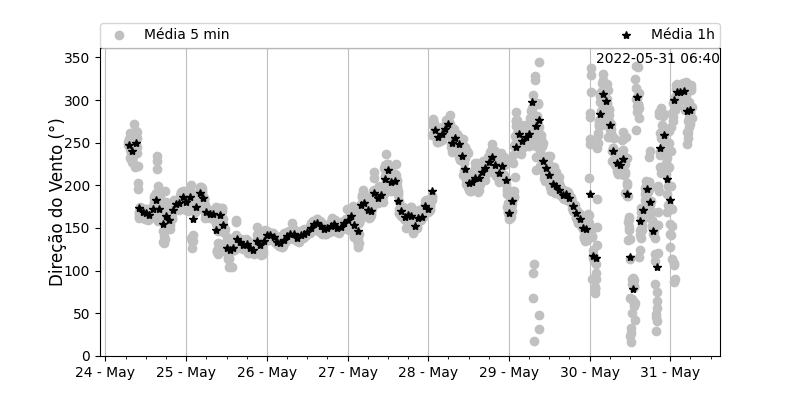 Média 5 min
Média 1h
2022-05-31 06:40
Direção do Vento (°)
350
300
250
200
150
100
50
0
24 - May
25 - May
26 - May
27 - May
28 - May
29 - May
30 - May
31 - May